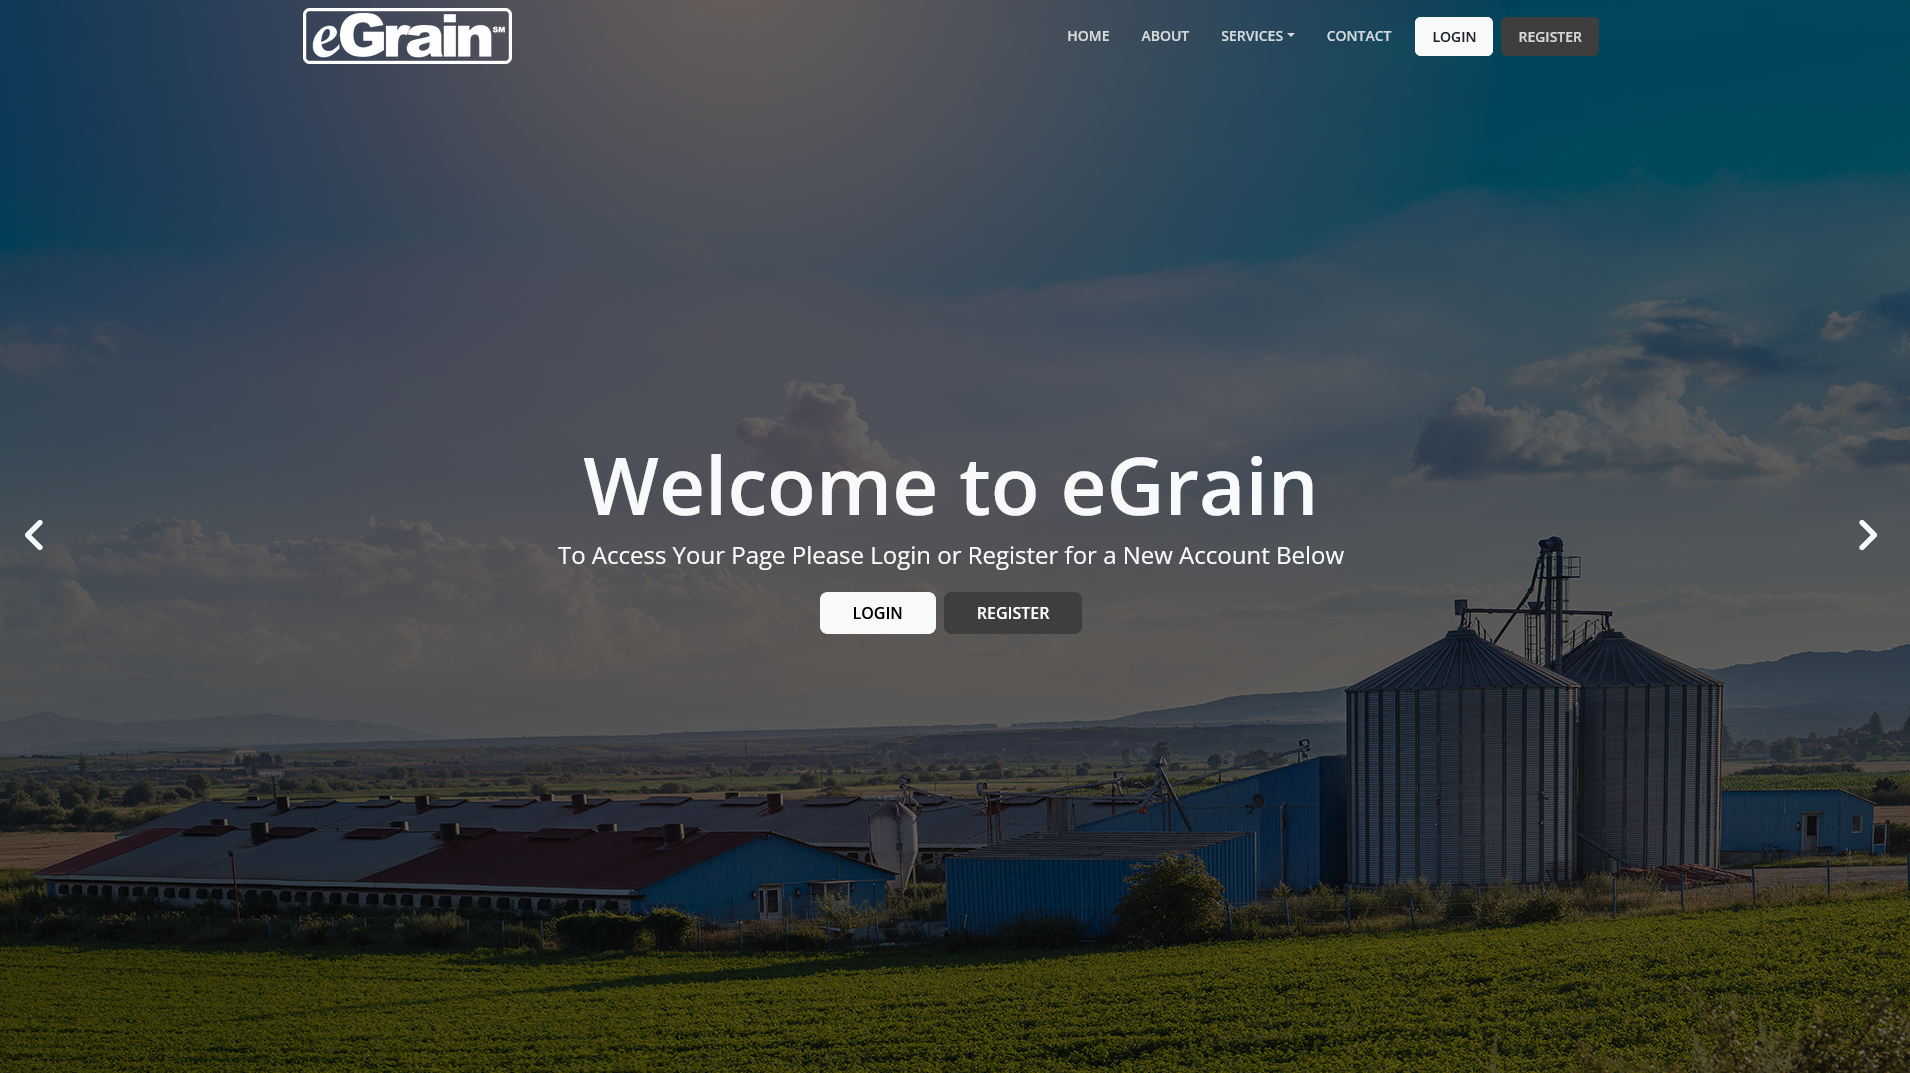 eGrain SM
HOME ABOUT SERVICES CONTACT LOGIN REGISTER
Welcome to eGrain
To Access Your Page Please Login or Register for a New Account Below
LOGIN REGISTER